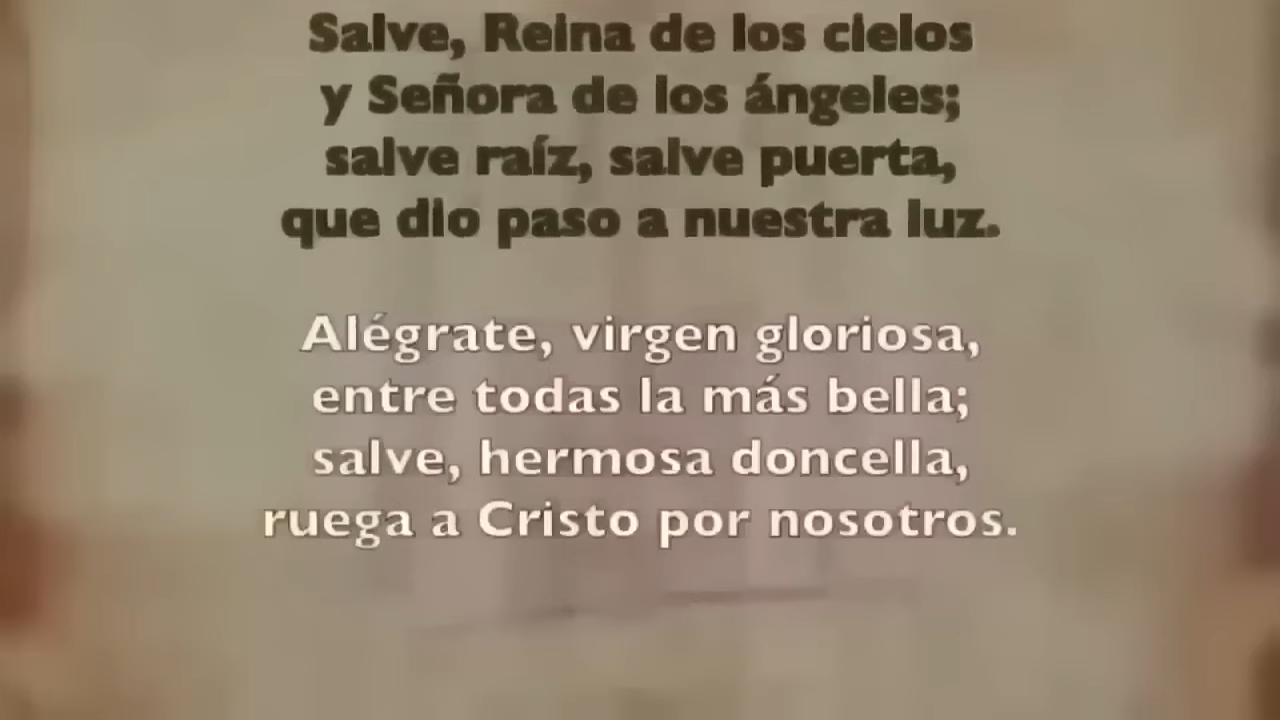 Salve, Reina de los cielos
y Señora de los ángeles;
salve raíz, salve puerta,
que dio paso a nuestra luz.
Alégrate, virgen gloriosa,
entre todas la más bella;
salve, hermosa doncella,
ruega a Cristo por nosotros.